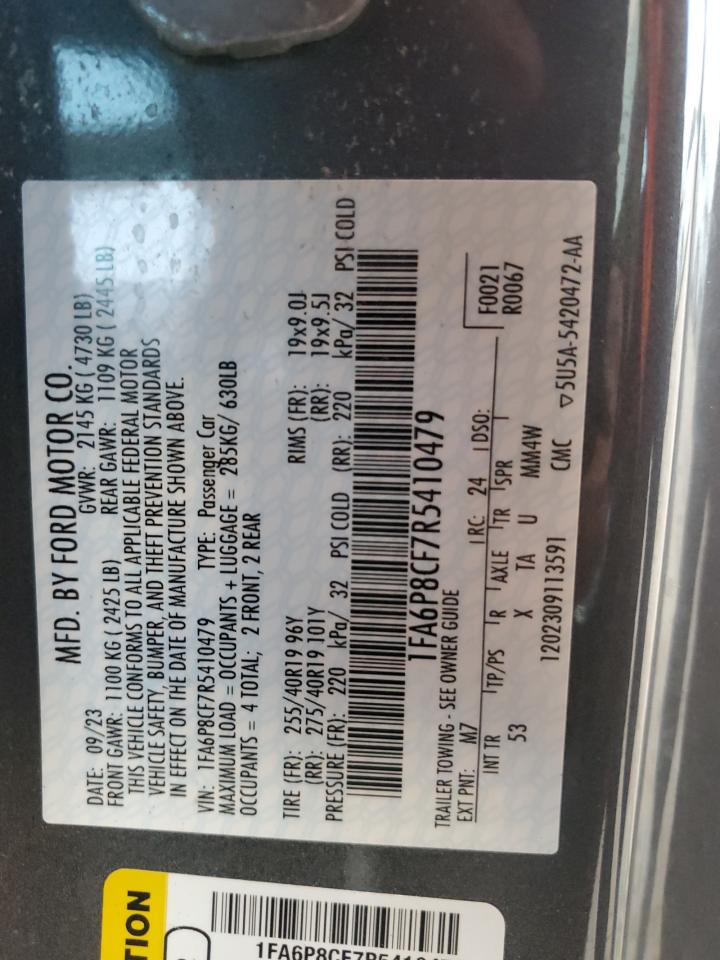 MFD. BY FORD MOTOR CO.
DATE: 09/23 GVWR: 2145 KG ( 4730 LB)
FRONT GAWR: 1100 KG ( 2425 LB) REAR GAWR: 1109 KG ( 2445 LB)
THIS VEHICLE CONFORMS TO ALL APPLICABLE FEDERAL MOTOR
VEHICLE SAFETY, BUMPER, AND THEFT PREVENTION STANDARDS
IN EFFECT ON THE DATE OF MANUFACTURE SHOWN ABOVE.
VIN: 1FA6P8CF7R5410479 TYPE: Passenger Car
MAXIMUM LOAD = OCCUPANTS + LUGGAGE = 285KG/ 630LB
OCCUPANTS = 4 TOTAL; 2 FRONT, 2 REAR
TIRE (FR): 255/40R19 96Y RIMS (FR): 19x9.0J
(RR): 275/40R19 101Y (RR): 19x9.5J
PRESSURE (FR): 220 kPa/ 32 PSI COLD (RR): 220 kPa/ 32 PSI COLD
1FA6P8CF7R5410479
TRAILER TOWING - SEE OWNER GUIDE
EXT PNT: M7 RC: 24 DSO: F0021
R0067
INT TR TP/PS R AXLE TR SPR
53 X TA U MM4W
1202309113591 CMC ▽5U5A-5420472-AA
TION